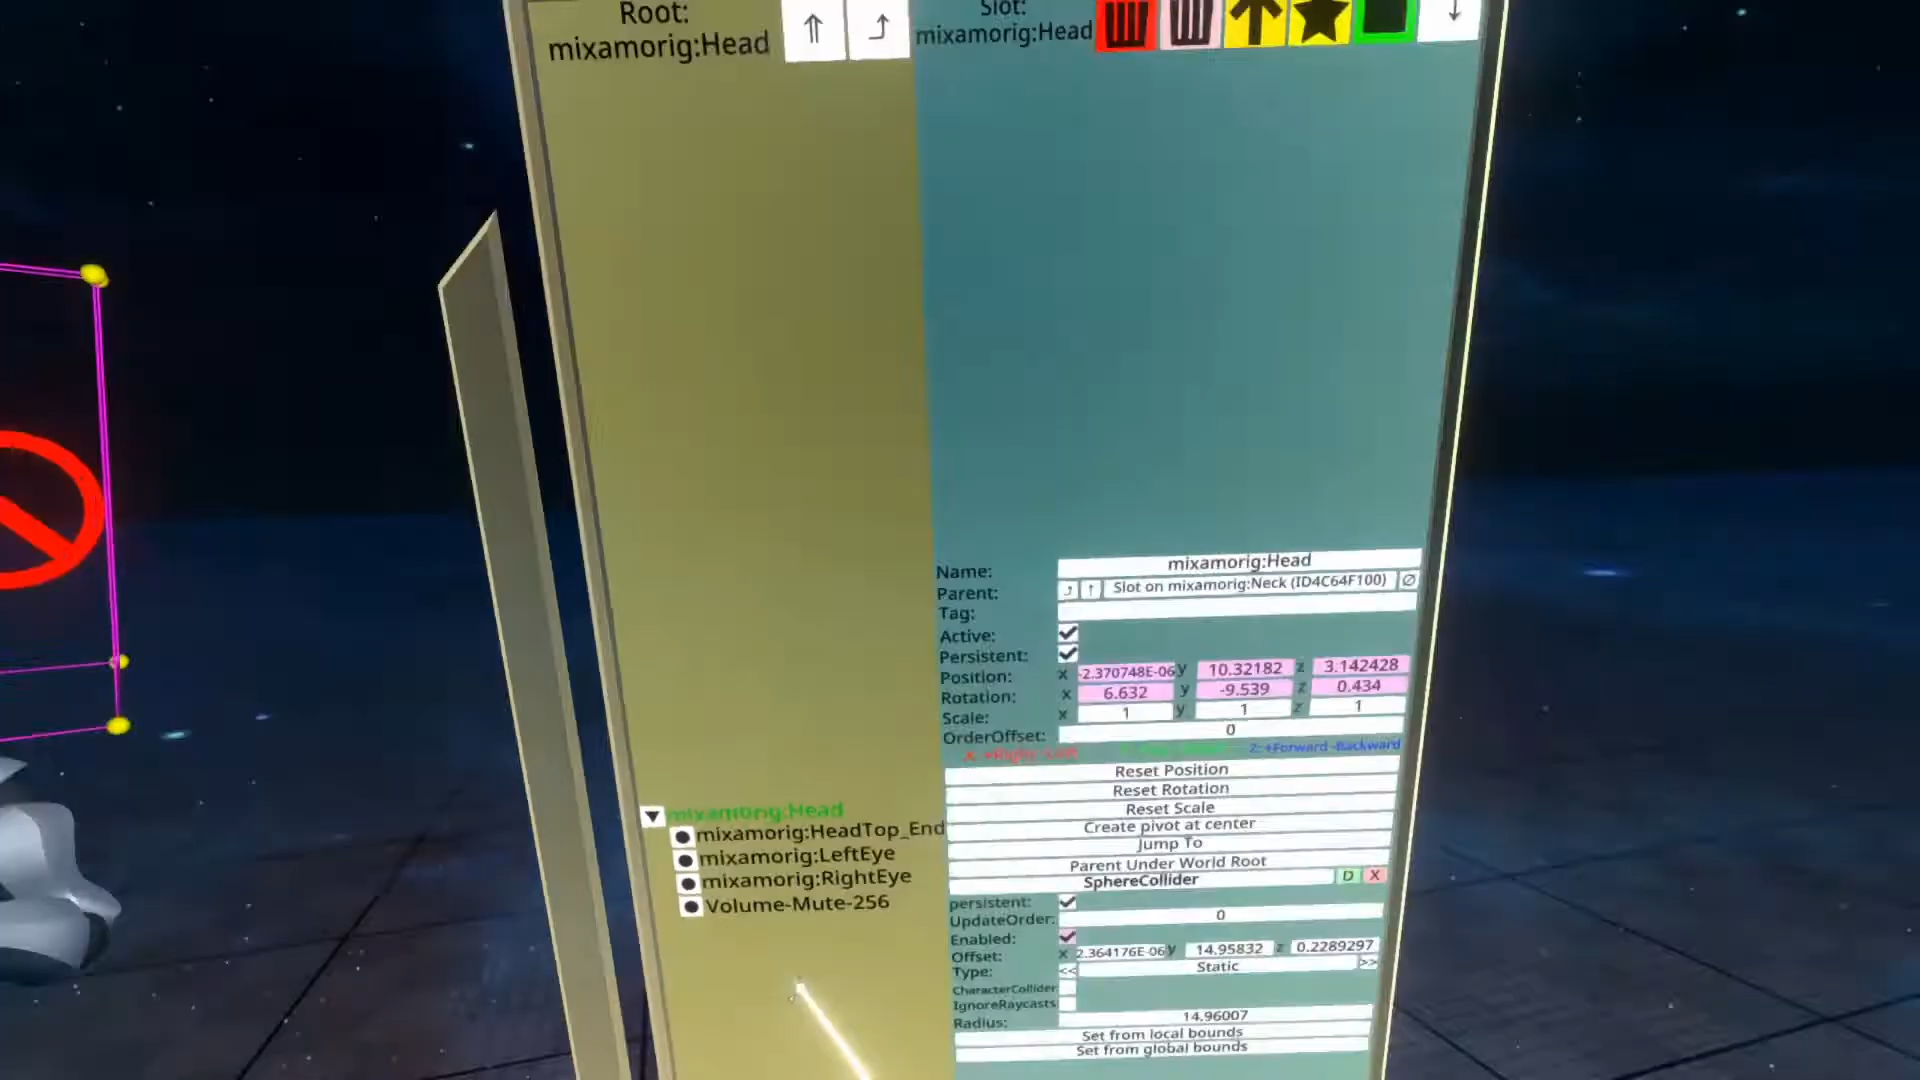 Root:
mixamorig:Head
⇑
Slot:
mixamorig:Head
↓
Name: mixamorig:Head
Parent: ↑ Slot on mixamorig:Neck (ID4C64F100) ∅
Tag:
Active:
Persistent:
Position: x -2.370748E-06 y 10.32182 z 3.142428
Rotation: x 6.632 y -9.539 z 0.434
Scale: x 1 y 1 z 1
OrderOffset: 0
X: +Right -Left Z: +Forward -Backward
Reset Position
Reset Rotation
Reset Scale
Create pivot at center
Jump To
Parent Under World Root
SphereCollider D X
persistent:
UpdateOrder: 0
Enabled:
Offset: x 2.364176E-06 y 14.95832 z 0.2289297
Type: << Static >>
CharacterCollider:
IgnoreRaycasts
Radius: 14.96007
Set from local bounds
Set from global bounds
mixamorig:Head
mixamorig:HeadTop_End
mixamorig:LeftEye
mixamorig:RightEye
Volume-Mute-256